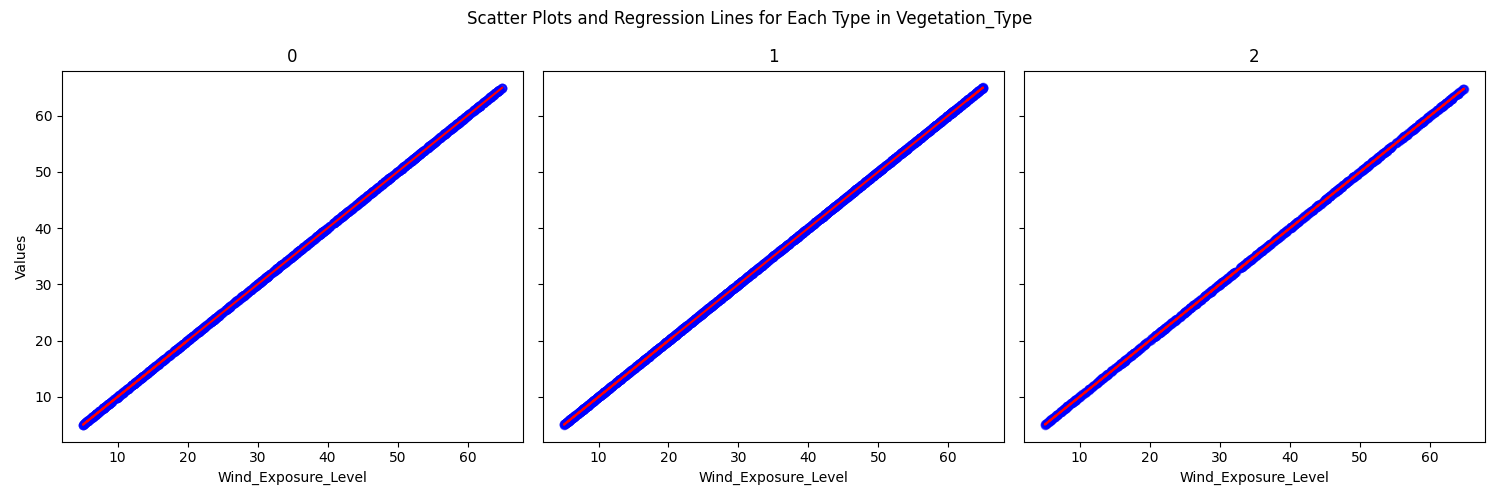 Scatter Plots and Regression Lines for Each Type in Vegetation_Type
0
1
2
Values
60
50
40
30
20
10
10 20 30 40 50 60
10 20 30 40 50 60
10 20 30 40 50 60
Wind_Exposure_Level
Wind_Exposure_Level
Wind_Exposure_Level